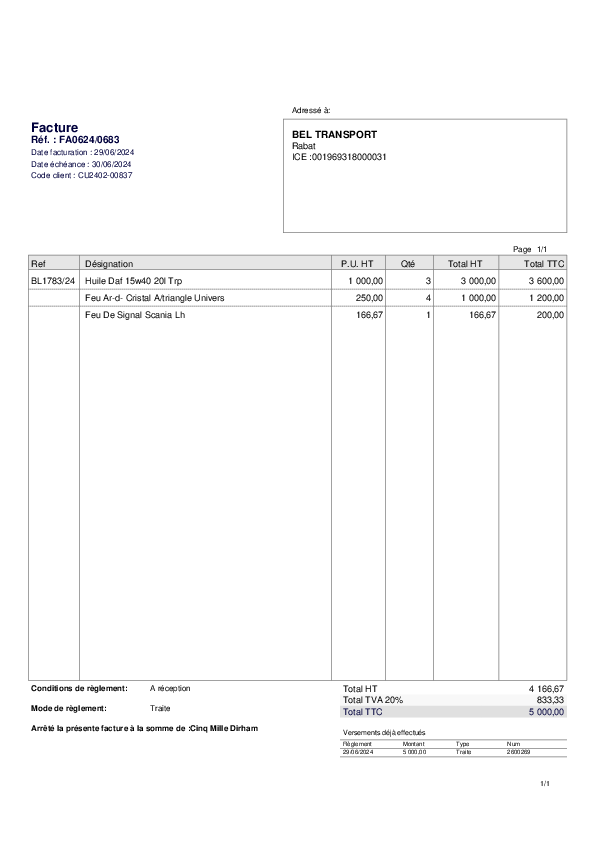 Adressé à:
Facture
Réf. : FA0624/0683
Date facturation : 29/06/2024
Date échéance : 30/06/2024
Code client : CU2402-00837
BEL TRANSPORT
Rabat
ICE :001969318000031
Page 1/1
Ref Désignation P.U. HT Qté Total HT Total TTC
BL1783/24 Huile Daf 15w40 20l Trp 1 000,00 3 3 000,00 3 600,00
Feu Ar-d- Cristal A/triangle Univers 250,00 4 1 000,00 1 200,00
Feu De Signal Scania Lh 166,67 1 166,67 200,00
Conditions de règlement: A réception
Mode de règlement: Traite
Arrêté la présente facture à la somme de :Cinq Mille Dirham
Total HT 4 166,67
Total TVA 20% 833,33
Total TTC 5 000,00
Versements déjà effectués
Règlement Montant Type Num
29/06/2024 5 000,00 Traite 2600269
1/1